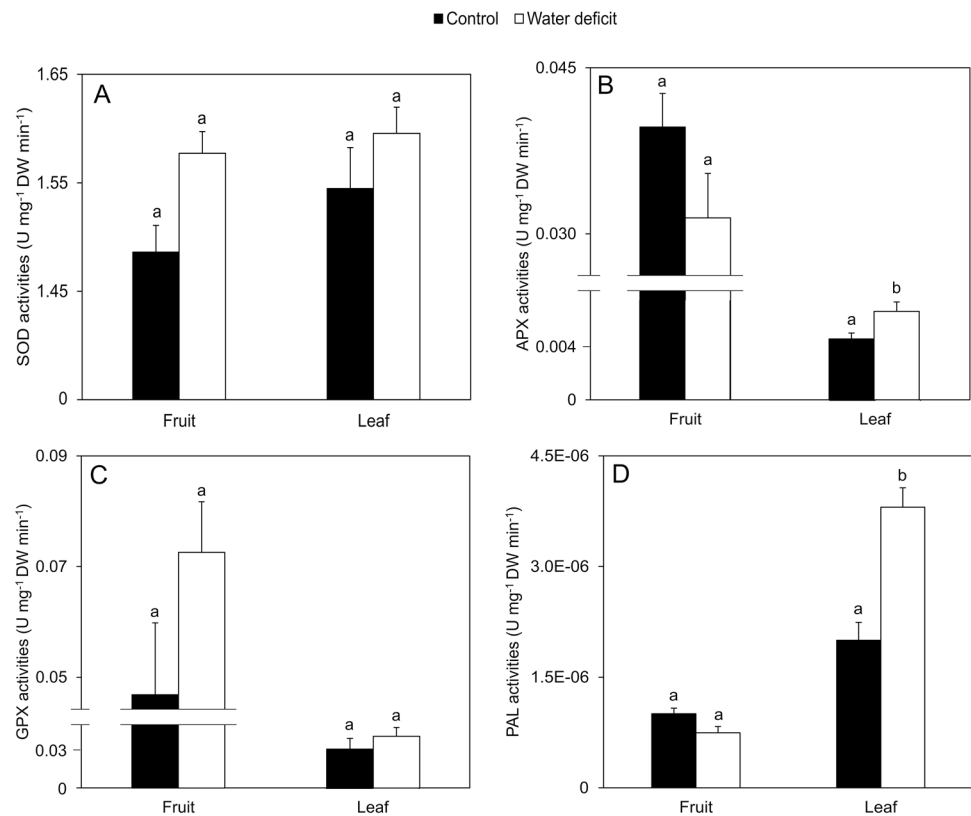 Control Water deficit
A
SOD activities (U mg⁻¹ DW min⁻¹)
1.65
1.55
1.45
0
a
a
a
a
Fruit Leaf
B
APX activities (U mg⁻¹ DW min⁻¹)
0.045
0.030
0.004
0
a
a
a
b
Fruit Leaf
C
GPX activities (U mg⁻¹ DW min⁻¹)
0.09
0.07
0.05
0.03
0
a
a
a
a
Fruit Leaf
D
PAL activities (U mg⁻¹ DW min⁻¹)
4.5E-06
3.0E-06
1.5E-06
0
a
a
a
b
Fruit Leaf